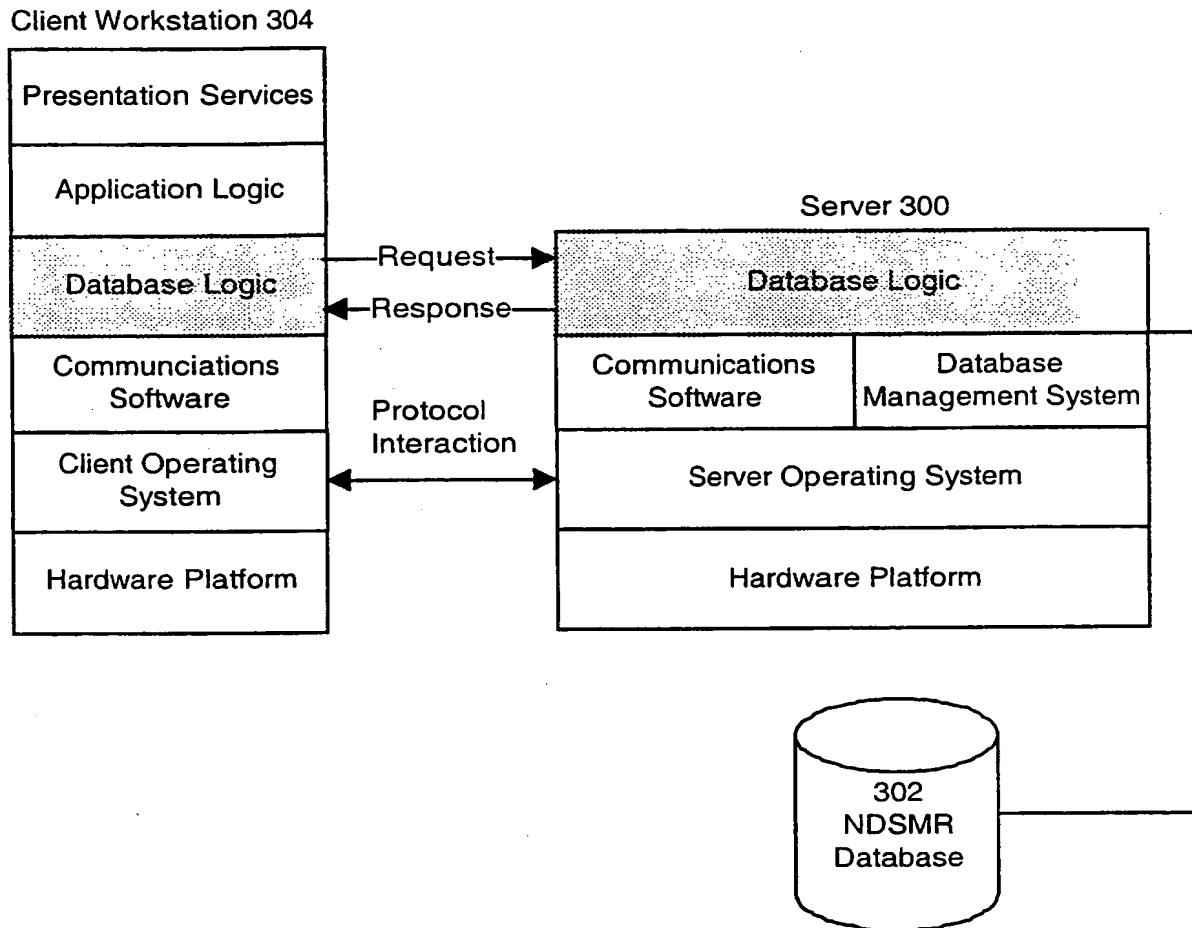 Client Workstation 304
Presentation Services
Application Logic
Database Logic
Communciations
Software
Client Operating
System
Hardware Platform
Request
Response
Protocol
Interaction
Server 300
Database Logic
Communications
Software
Database
Management System
Server Operating System
Hardware Platform
302
NDSMR
Database